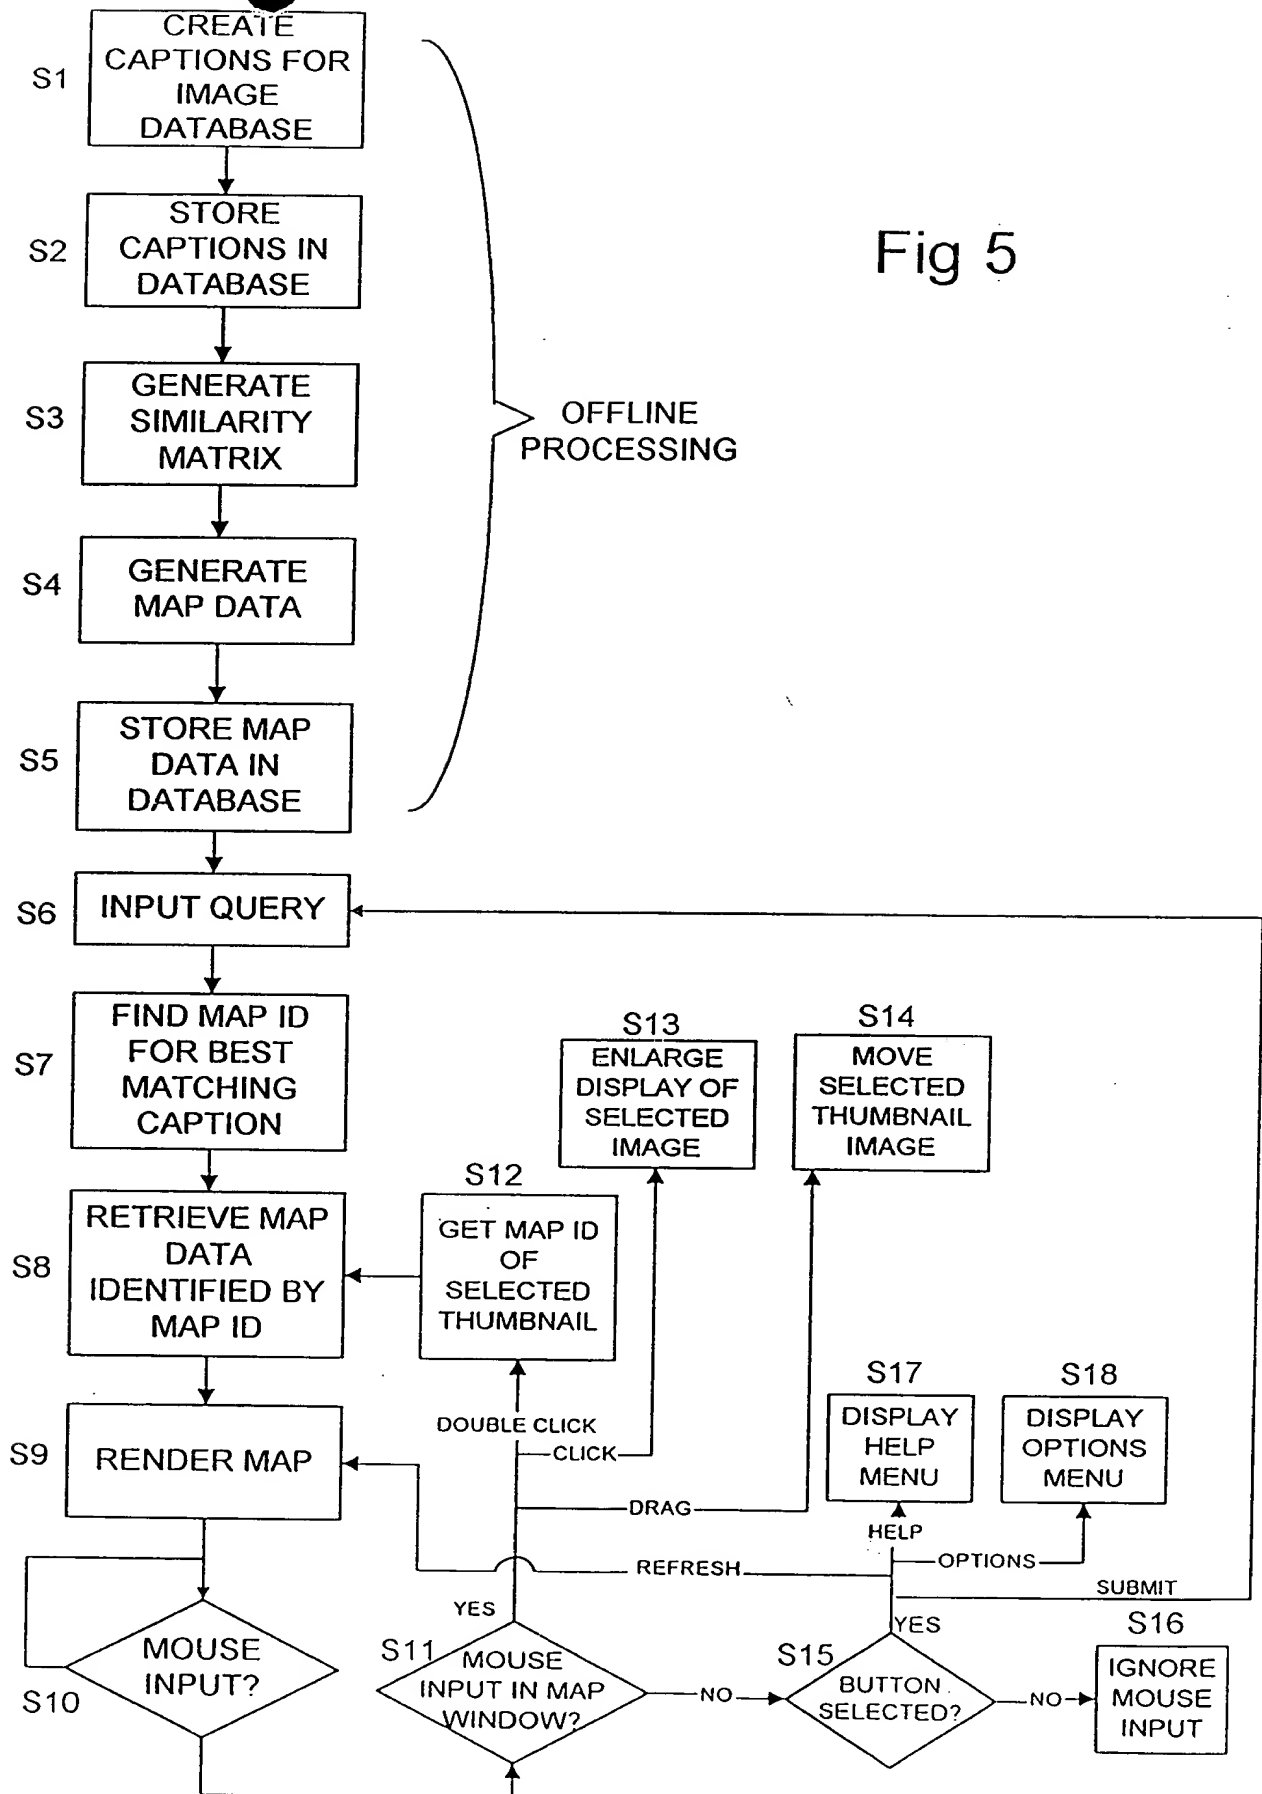 CREATE
CAPTIONS FOR
IMAGE
DATABASE
S1
STORE
CAPTIONS IN
DATABASE
S2
Fig 5
GENERATE
SIMILARITY
MATRIX
S3
OFFLINE
PROCESSING
GENERATE
MAP DATA
S4
STORE MAP
DATA IN
DATABASE
S5
INPUT QUERY
S6
FIND MAP ID
FOR BEST
MATCHING
CAPTION
S7
S13
ENLARGE
DISPLAY OF
SELECTED
IMAGE
S14
MOVE
SELECTED
THUMBNAIL
IMAGE
S12
GET MAP ID
OF
SELECTED
THUMBNAIL
RETRIEVE MAP
DATA
IDENTIFIED BY
MAP ID
S8
S17
DISPLAY
HELP
MENU
S18
DISPLAY
OPTIONS
MENU
DOUBLE CLICK
CLICK
RENDER MAP
S9
DRAG
HELP
OPTIONS
REFRESH
SUBMIT
YES
YES
MOUSE
INPUT?
S10
S11
MOUSE
INPUT IN MAP
WINDOW?
NO
S15
BUTTON
SELECTED?
NO
S16
IGNORE
MOUSE
INPUT